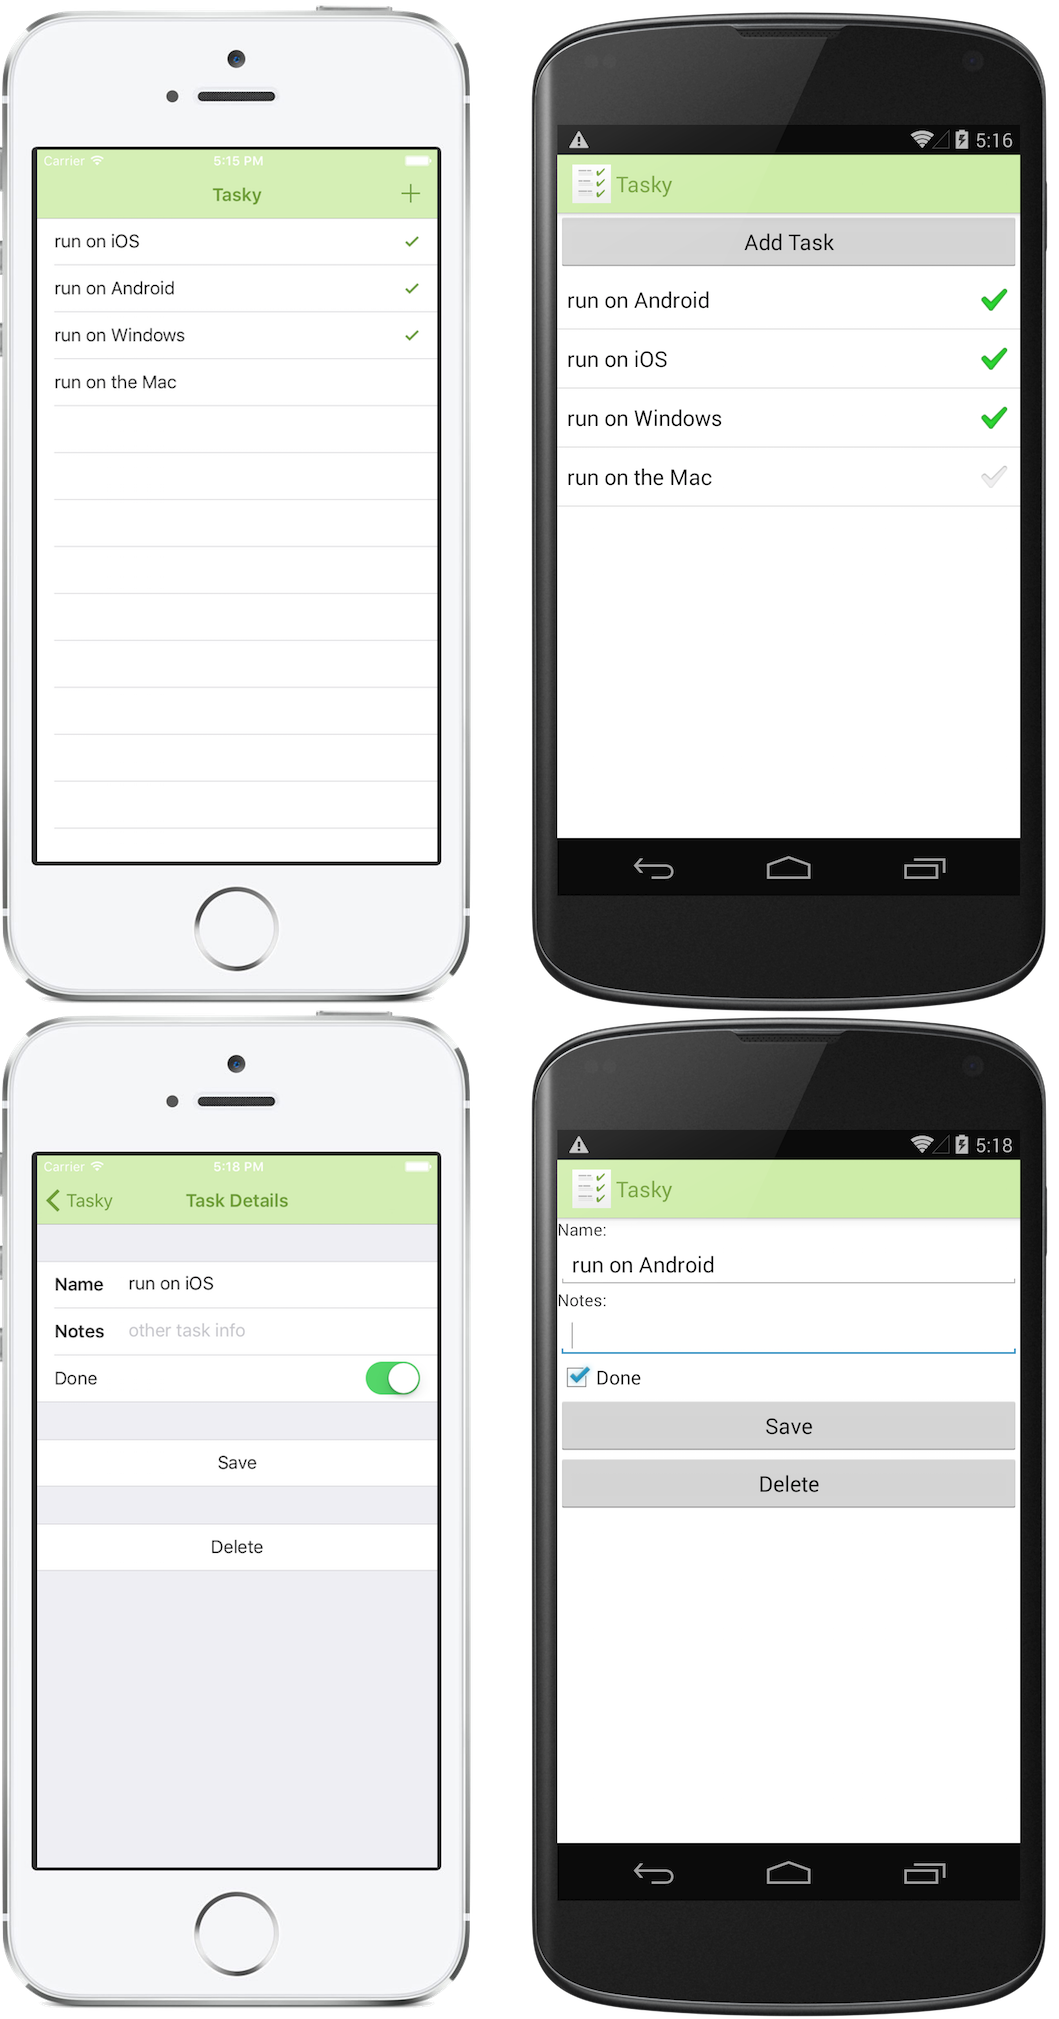 Carrier 5:15 PM
Tasky
run on iOS
run on Android
run on Windows
run on the Mac
5:16
Tasky
Add Task
run on Android
run on iOS
run on Windows
run on the Mac
Carrier 5:18 PM
Tasky Task Details
Name run on iOS
Notes other task info
Done
Save
Delete
5:18
Tasky
Name:
run on Android
Notes:
Done
Save
Delete